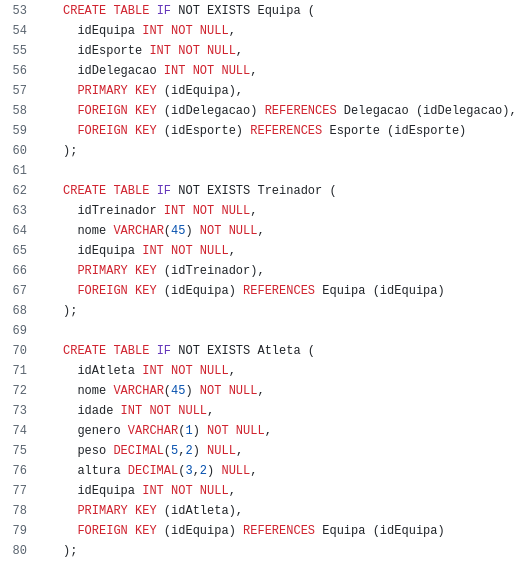 53 CREATE TABLE IF NOT EXISTS Equipa (
54 idEquipa INT NOT NULL,
55 idEsporte INT NOT NULL,
56 idDelegacao INT NOT NULL,
57 PRIMARY KEY (idEquipa),
58 FOREIGN KEY (idDelegacao) REFERENCES Delegacao (idDelegacao),
59 FOREIGN KEY (idEsporte) REFERENCES Esporte (idEsporte)
60 );
61
62 CREATE TABLE IF NOT EXISTS Treinador (
63 idTreinador INT NOT NULL,
64 nome VARCHAR(45) NOT NULL,
65 idEquipa INT NOT NULL,
66 PRIMARY KEY (idTreinador),
67 FOREIGN KEY (idEquipa) REFERENCES Equipa (idEquipa)
68 );
69
70 CREATE TABLE IF NOT EXISTS Atleta (
71 idAtleta INT NOT NULL,
72 nome VARCHAR(45) NOT NULL,
73 idade INT NOT NULL,
74 genero VARCHAR(1) NOT NULL,
75 peso DECIMAL(5,2) NULL,
76 altura DECIMAL(3,2) NULL,
77 idEquipa INT NOT NULL,
78 PRIMARY KEY (idAtleta),
79 FOREIGN KEY (idEquipa) REFERENCES Equipa (idEquipa)
80 );